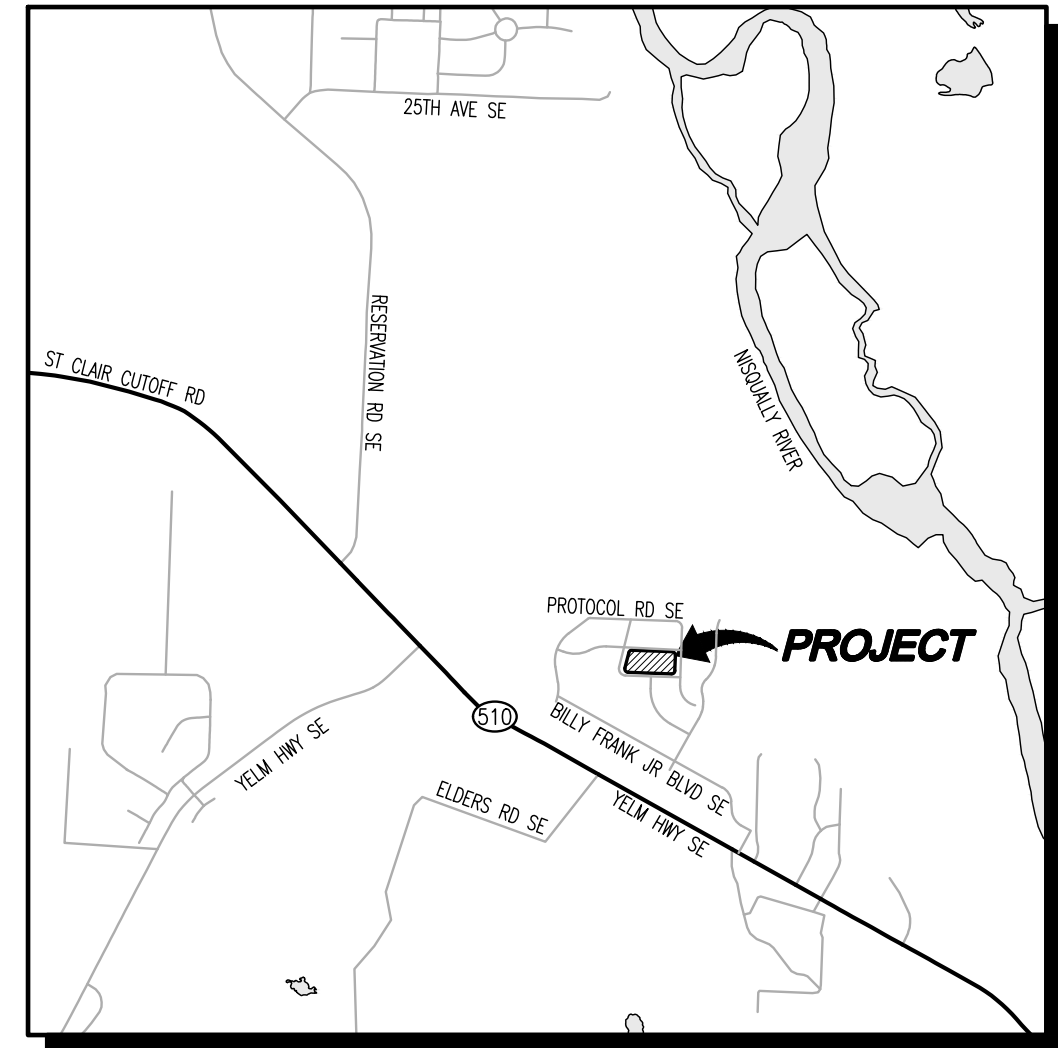 25TH AVE SE
RESERVATION RD SE
ST CLAIR CUTOFF RD
NISQUALLY RIVER
PROTOCOL RD SE
PROJECT
510
BILLY FRANK JR BLVD SE
YELM HWY SE
ELDERS RD SE
YELM HWY SE